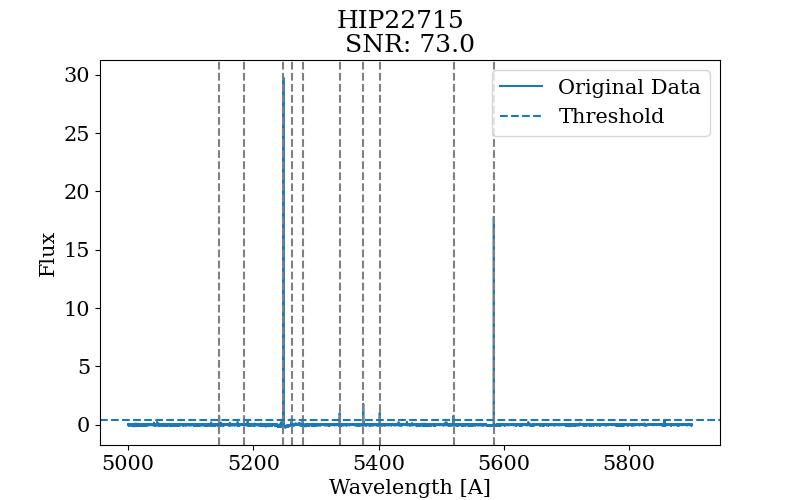 HIP22715
SNR: 73.0
Original Data
Threshold
30
25
20
15
10
5
0
Flux
5000 5200 5400 5600 5800
Wavelength [A]